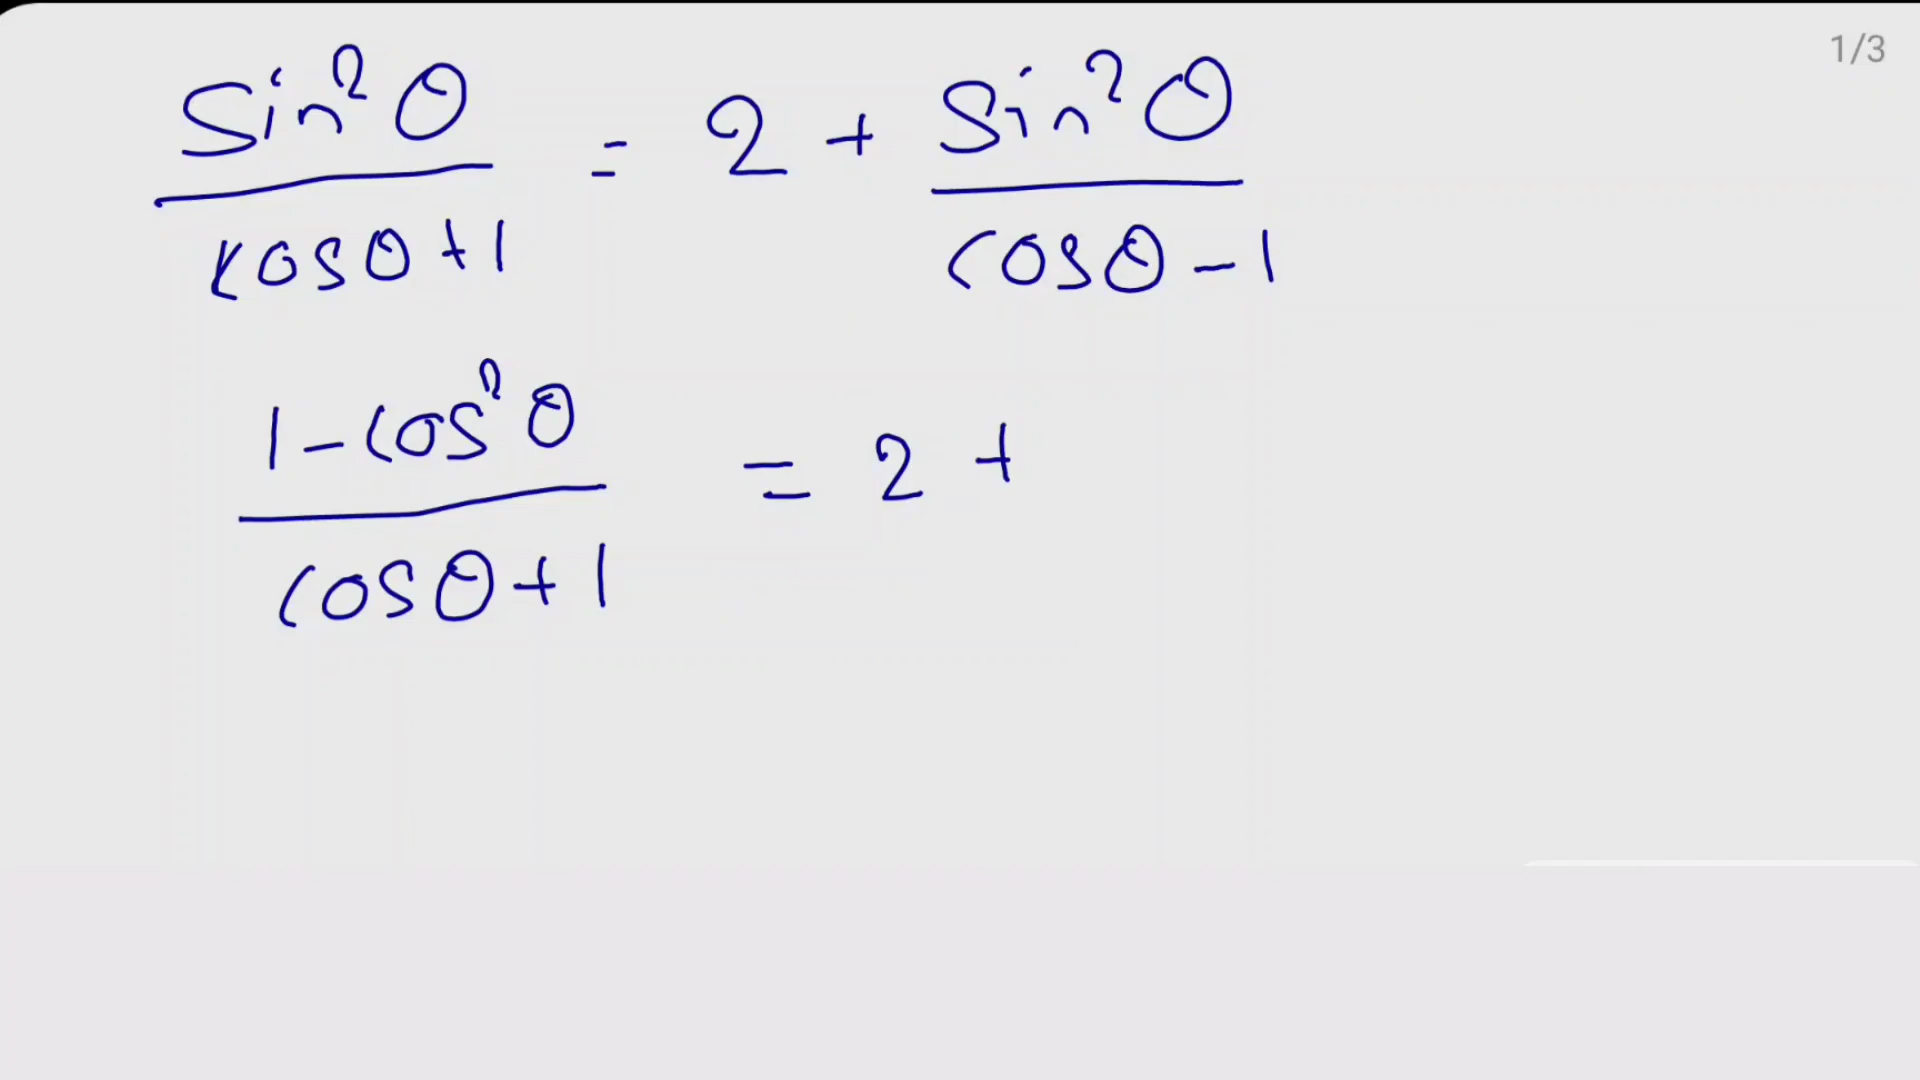 1/3
Sin²θ/cosθ+1 = 2 + Sin²θ/cosθ-1
1-cos²θ/cosθ+1 = 2 +